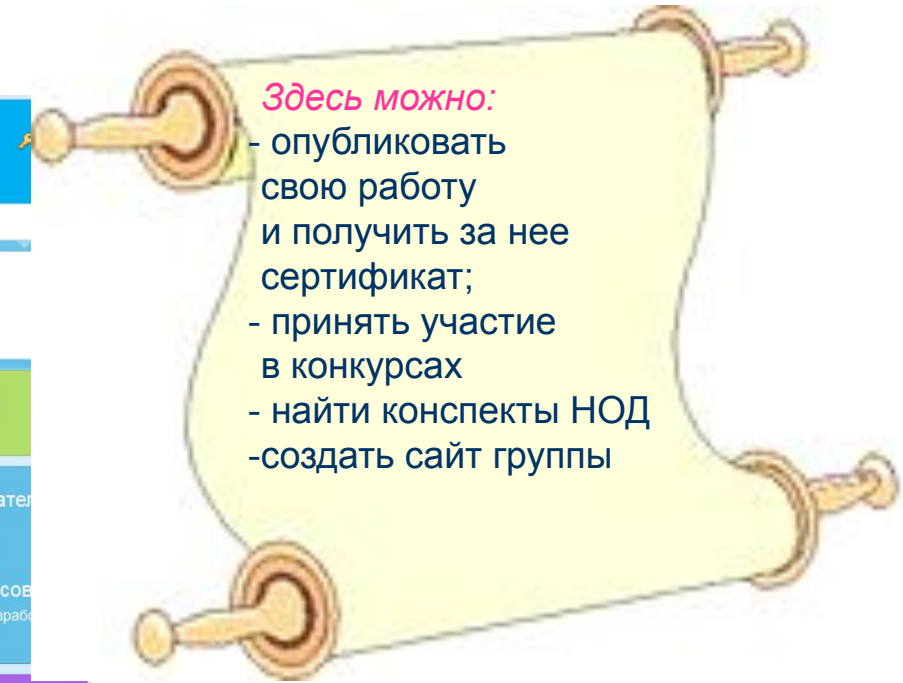 Здесь можно:
- опубликовать
свою работу
и получить за нее
сертификат;
- принять участие
в конкурсах
- найти конспекты НОД
-создать сайт группы